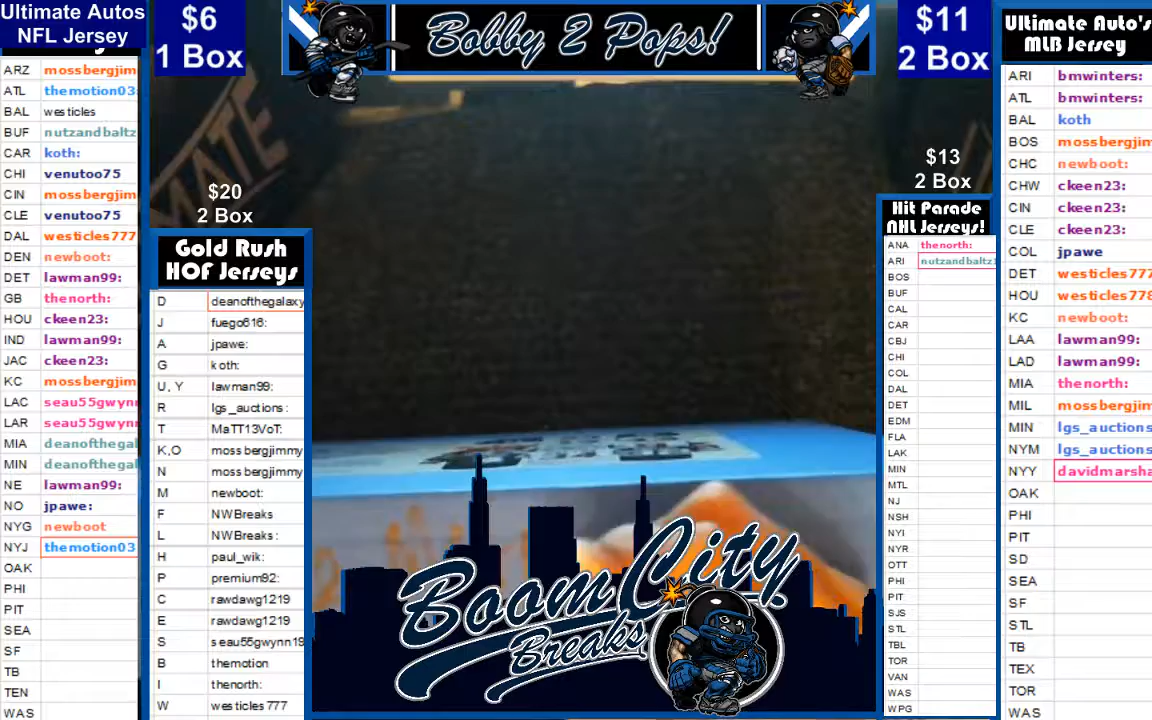 Ultimate Autos
NFL Jersey
ARZ mossbergjim
ATL themotion03
BAL westicles
BUF nutzandbaltz
CAR koth:
CHI venutoo75
CIN mossbergjim
CLE venutoo75
DAL westicles777
DEN newboot:
DET lawman99:
GB thenorth:
HOU ckeen23:
IND lawman99:
JAC ckeen23:
KC mossbergjim
LAC seau55gwynn
LAR seau55gwynn
MIA deanofthegal
MIN deanofthegal
NE lawman99:
NO jpawe:
NYG newboot
NYJ themotion03
OAK
PHI
PIT
SEA
SF
TB
TEN
WAS
$6
1 Box
$20
2 Box
Gold Rush
HOF Jerseys
D deanofthegalaxy
J fuego616:
A jpawe:
G koth:
U, Y lawman99:
R lgs_auctions:
T MaTT13VoT:
K,O mossbergjimmy
N mossbergjimmy
M newboot:
F NWBreaks
L NWBreaks:
H paul_wik:
P premium92:
C rawdawg1219
E rawdawg1219
S seau55gwynn19
B themotion
I thenorth:
W westicles 777
Bobby 2 Pops!
MATE
Boom City
Breaks
$11
2 Box
$13
2 Box
Hit Parade
NHL Jerseys!
ANA thenorth:
ARI nutzandbaltz
BOS
BUF
CAL
CAR
CBJ
CHI
COL
DAL
DET
EDM
FLA
LAK
MIN
MTL
NJ
NSH
NYI
NYR
OTT
PHI
PIT
SJS
STL
TBL
TOR
VAN
WAS
WPG
Ultimate Auto's
MLB Jersey
ARI bmwinters:
ATL bmwinters:
BAL koth
BOS mossbergjim
CHC newboot:
CHW ckeen23:
CIN ckeen23:
CLE ckeen23:
COL jpawe
DET westicles777
HOU westicles778
KC newboot:
LAA lawman99:
LAD lawman99:
MIA thenorth:
MIL mossbergjim
MIN lgs_auctions
NYM lgs_auctions
NYY davidmarsha
OAK
PHI
PIT
SD
SEA
SF
STL
TB
TEX
TOR
WAS